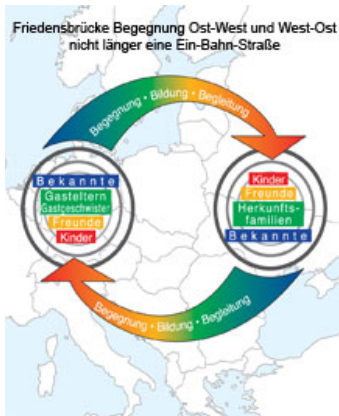 Friedensbrücke Begegnung Ost-West und West-Ost
nicht länger eine Ein-Bahn-Straße
Begegnung • Bildung • Begleitung
Bekannte
Gasteltern
Gastgeschwister
Freunde
Kinder
Kinder
Freunde
Herkunfts-
familien
Bekannte
Begegnung • Bildung • Begleitung